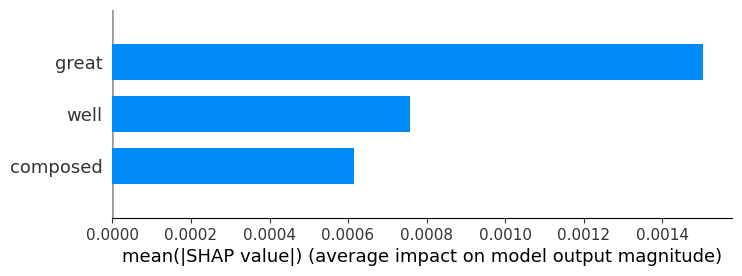 great
well
composed
0.0000 0.0002 0.0004 0.0006 0.0008 0.0010 0.0012 0.0014
mean(|SHAP value|) (average impact on model output magnitude)